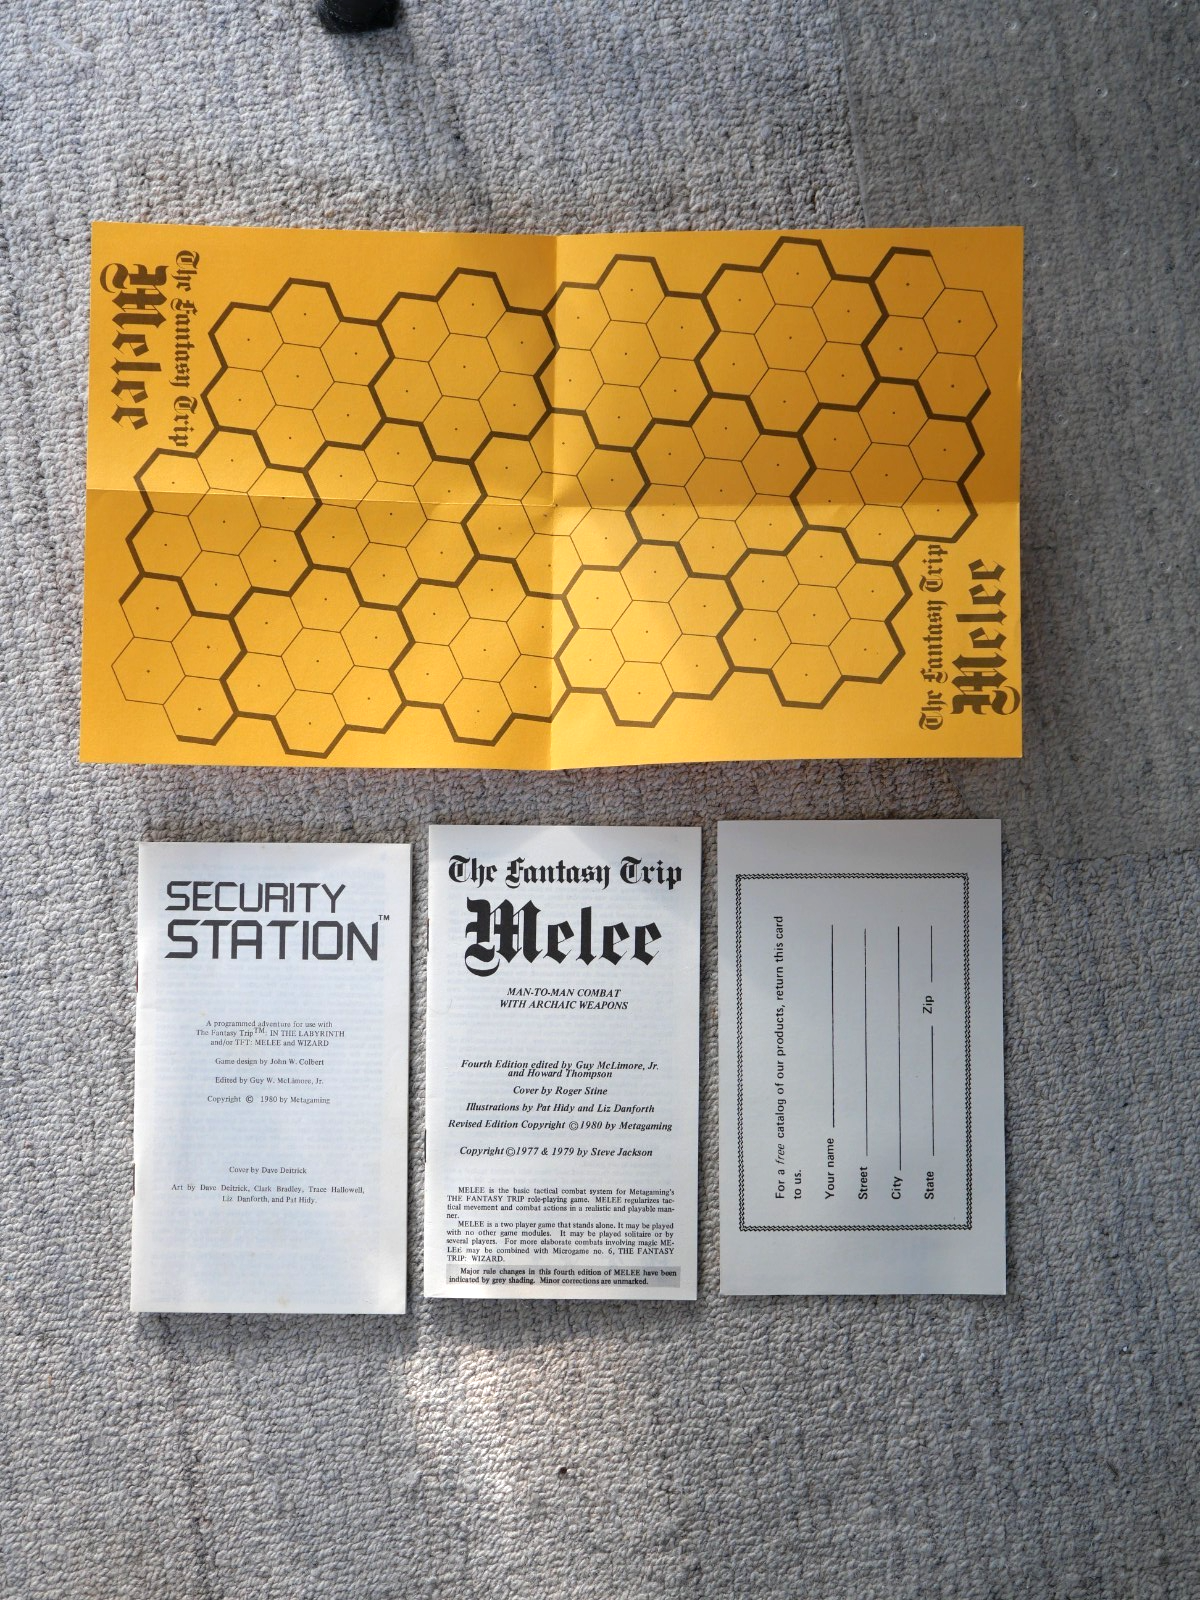 The Fantasy Trip
Melee
The Fantasy Trip
Melee
SECURITY
STATION™
A programmed adventure for use with
The Fantasy Trip™: IN THE LABYRINTH
and/or TFT: MELEE and WIZARD
Game design by John W. Colbert
Edited by Guy W. McLimore, Jr.
Copyright © 1980 by Metagaming
Cover by Dave Deitrick
Art by Dave Deitrick, Clark Bradley, Trace Hallowell,
Liz Danforth, and Pat Hidy.
The Fantasy Trip
Melee
MAN-TO-MAN COMBAT
WITH ARCHAIC WEAPONS
Fourth Edition edited by Guy McLimore, Jr.
and Howard Thompson
Cover by Roger Stine
Illustrations by Pat Hidy and Liz Danforth
Revised Edition Copyright ©1980 by Metagaming
Copyright ©1977 & 1979 by Steve Jackson
MELEE is the basic tactical combat system for Metagaming's
THE FANTASY TRIP role-playing game. MELEE regularizes tac-
tical movement and combat actions in a realistic and playable man-
ner.
MELEE is a two player game that stands alone. It may be played
with no other game modules. It may be played solitaire or by
several players. For more elaborate combats involving magic ME-
LEE may be combined with Microgame no. 6, THE FANTASY
TRIP: WIZARD.
Major rule changes in this fourth edition of MELEE have been
indicated by grey shading. Minor corrections are unmarked.
For a free catalog of our products, return this card
to us.
Your name
Street
City
State Zip